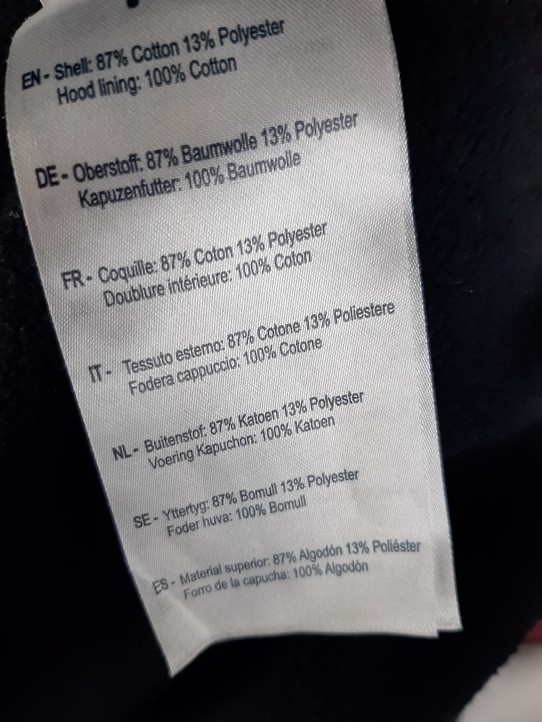 EN - Shell: 87% Cotton 13% Polyester
Hood lining: 100% Cotton
DE - Oberstoff: 87% Baumwolle 13% Polyester
Kapuzenfutter: 100% Baumwolle
FR - Coquille: 87% Coton 13% Polyester
Doublure intérieure: 100% Coton
IT - Tessuto esterno: 87% Cotone 13% Poliestere
Fodera cappuccio: 100% Cotone
NL - Buitenstof: 87% Katoen 13% Polyester
Voering Kapuchon: 100% Katoen
SE - Yttertyg: 87% Bomull 13% Polyester
Foder huva: 100% Bomull
ES - Material superior: 87% Algodón 13% Poliéster
Forro de la capucha: 100% Algodón